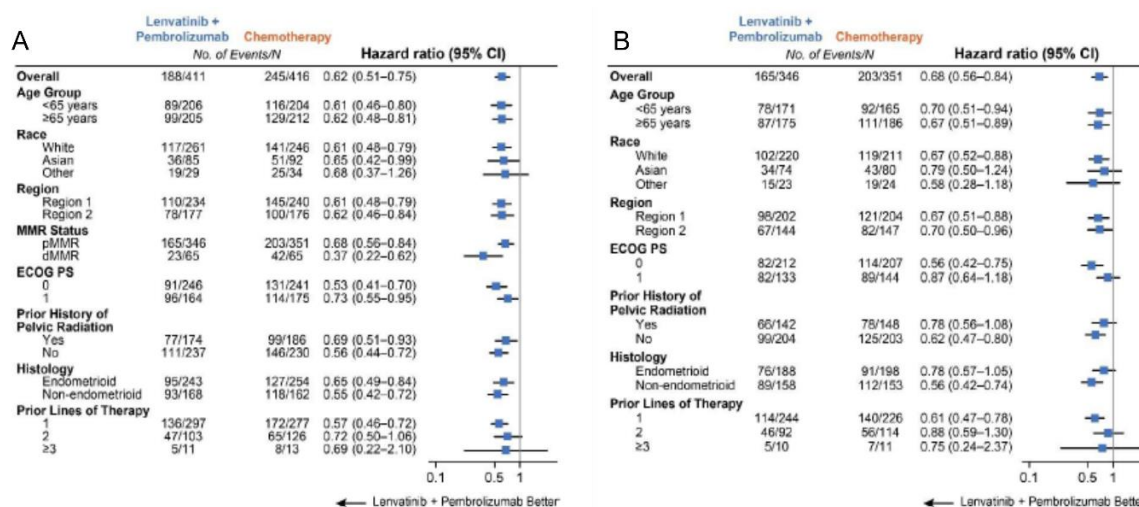 A
Lenvatinib + Pembrolizumab Chemotherapy
No. of Events/N Hazard ratio (95% CI)
Overall 188/411 245/416 0.62 (0.51–0.75)
Age Group
<65 years 89/206 116/204 0.61 (0.46–0.80)
≥65 years 99/205 129/212 0.62 (0.48–0.81)
Race
White 117/261 141/246 0.61 (0.48–0.79)
Asian 36/85 51/92 0.65 (0.42–0.99)
Other 19/29 25/34 0.68 (0.37–1.26)
Region
Region 1 110/234 145/240 0.61 (0.48–0.79)
Region 2 78/177 100/176 0.62 (0.46–0.84)
MMR Status
pMMR 165/346 203/351 0.68 (0.56–0.84)
dMMR 23/65 42/65 0.37 (0.22–0.62)
ECOG PS
0 91/246 131/241 0.53 (0.41–0.70)
1 96/164 114/175 0.73 (0.55–0.95)
Prior History of
Pelvic Radiation
Yes 77/174 99/186 0.69 (0.51–0.93)
No 111/237 146/230 0.56 (0.44–0.72)
Histology
Endometrioid 95/243 127/254 0.65 (0.49–0.84)
Non-endometrioid 93/168 118/162 0.55 (0.42–0.72)
Prior Lines of Therapy
1 136/297 172/277 0.57 (0.46–0.72)
2 47/103 65/126 0.72 (0.50–1.06)
≥3 5/11 8/13 0.69 (0.22–2.10)
0.1 0.5 1
Lenvatinib + Pembrolizumab Better
B
Lenvatinib + Pembrolizumab Chemotherapy
No. of Events/N Hazard ratio (95% CI)
Overall 165/346 203/351 0.68 (0.56–0.84)
Age Group
<65 years 78/171 92/165 0.70 (0.51–0.94)
≥65 years 87/175 111/186 0.67 (0.51–0.89)
Race
White 102/220 119/211 0.67 (0.52–0.88)
Asian 34/74 43/80 0.79 (0.50–1.24)
Other 15/23 19/24 0.58 (0.28–1.18)
Region
Region 1 98/202 121/204 0.67 (0.51–0.88)
Region 2 67/144 82/147 0.70 (0.50–0.96)
ECOG PS
0 82/212 114/207 0.56 (0.42–0.75)
1 82/133 89/144 0.87 (0.64–1.18)
Prior History of
Pelvic Radiation
Yes 66/142 78/148 0.78 (0.56–1.08)
No 99/204 125/203 0.62 (0.47–0.80)
Histology
Endometrioid 76/188 91/198 0.78 (0.57–1.05)
Non-endometrioid 89/158 112/153 0.56 (0.42–0.74)
Prior Lines of Therapy
1 114/244 140/226 0.61 (0.47–0.78)
2 46/92 56/114 0.88 (0.59–1.30)
≥3 5/10 7/11 0.75 (0.24–2.37)
0.1 0.5 1
Lenvatinib + Pembrolizumab Better